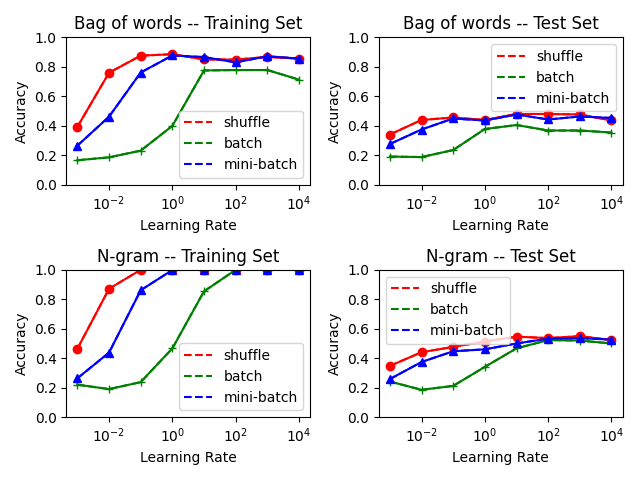 Bag of words -- Training Set
Accuracy
1.0
0.8
0.6
0.4
0.2
0.0
shuffle
batch
mini-batch
10⁻² 10⁰ 10² 10⁴
Learning Rate
Bag of words -- Test Set
Accuracy
1.0
0.8
0.6
0.4
0.2
0.0
shuffle
batch
mini-batch
10⁻² 10⁰ 10² 10⁴
Learning Rate
N-gram -- Training Set
Accuracy
1.0
0.8
0.6
0.4
0.2
0.0
shuffle
batch
mini-batch
10⁻² 10⁰ 10² 10⁴
Learning Rate
N-gram -- Test Set
Accuracy
1.0
0.8
0.6
0.4
0.2
0.0
shuffle
batch
mini-batch
10⁻² 10⁰ 10² 10⁴
Learning Rate